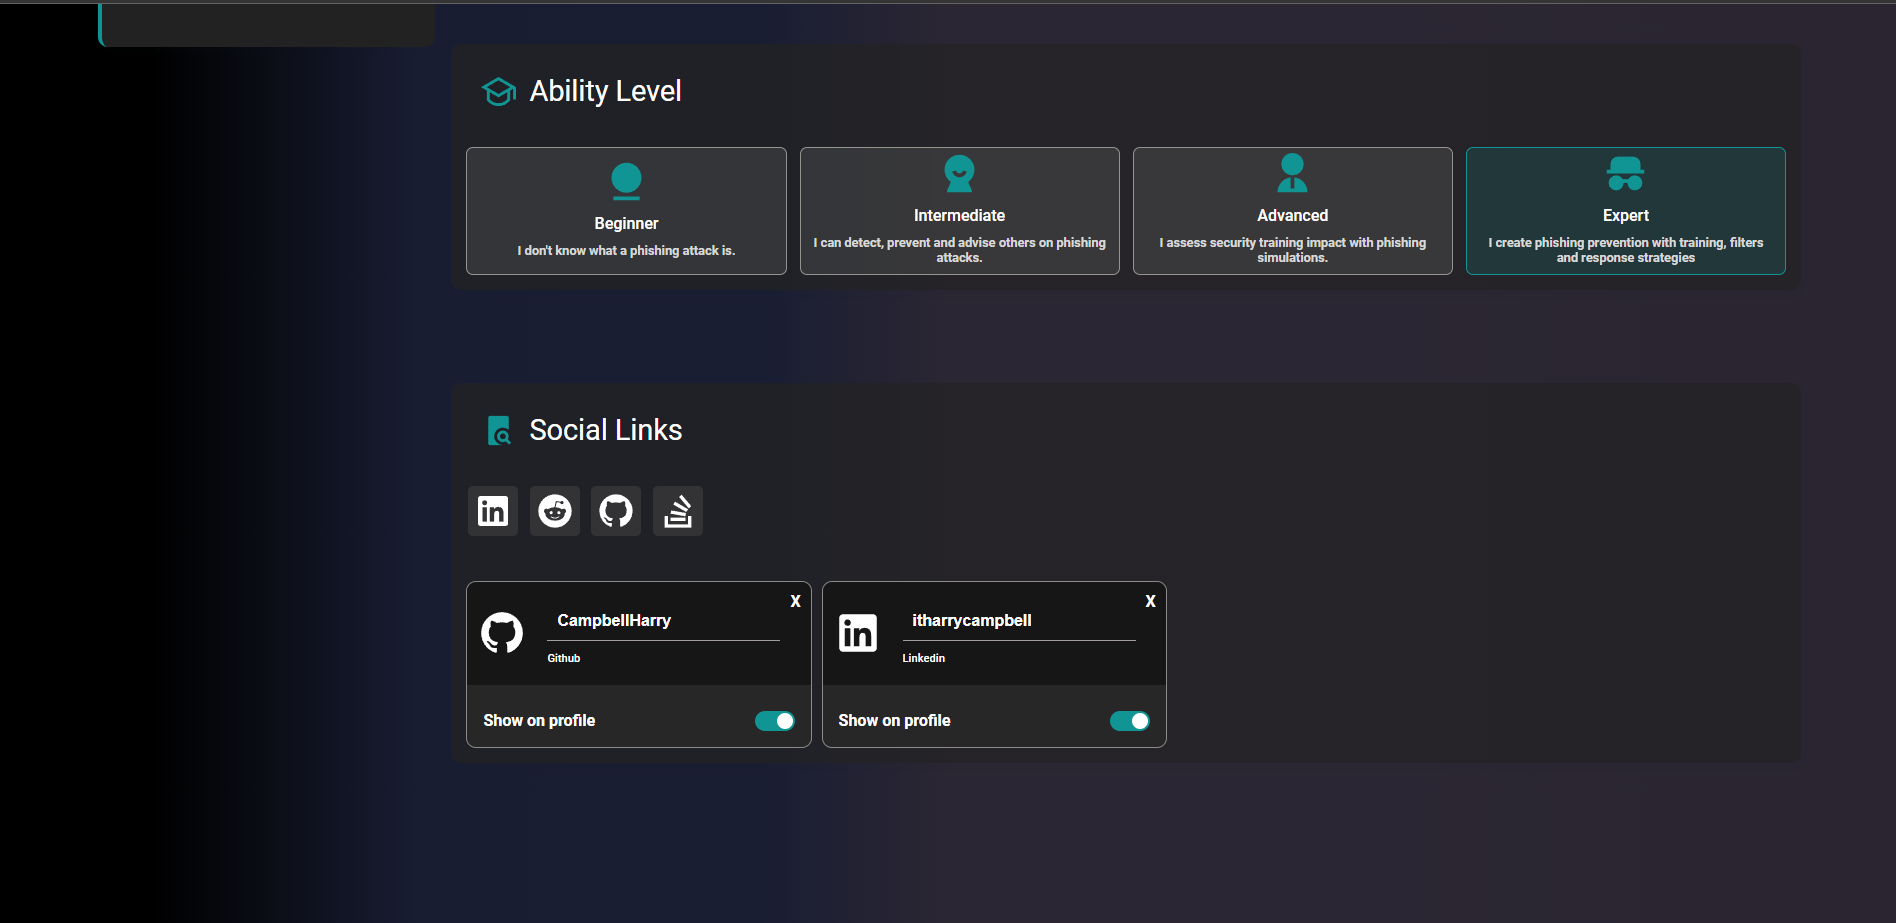 Ability Level
Beginner
I don't know what a phishing attack is.
Intermediate
I can detect, prevent and advise others on phishing
attacks.
Advanced
I assess security training impact with phishing
simulations.
Expert
I create phishing prevention with training, filters
and response strategies
Social Links
in
X
CampbellHarry
Github
Show on profile
X
in
itharrycampbell
Linkedin
Show on profile